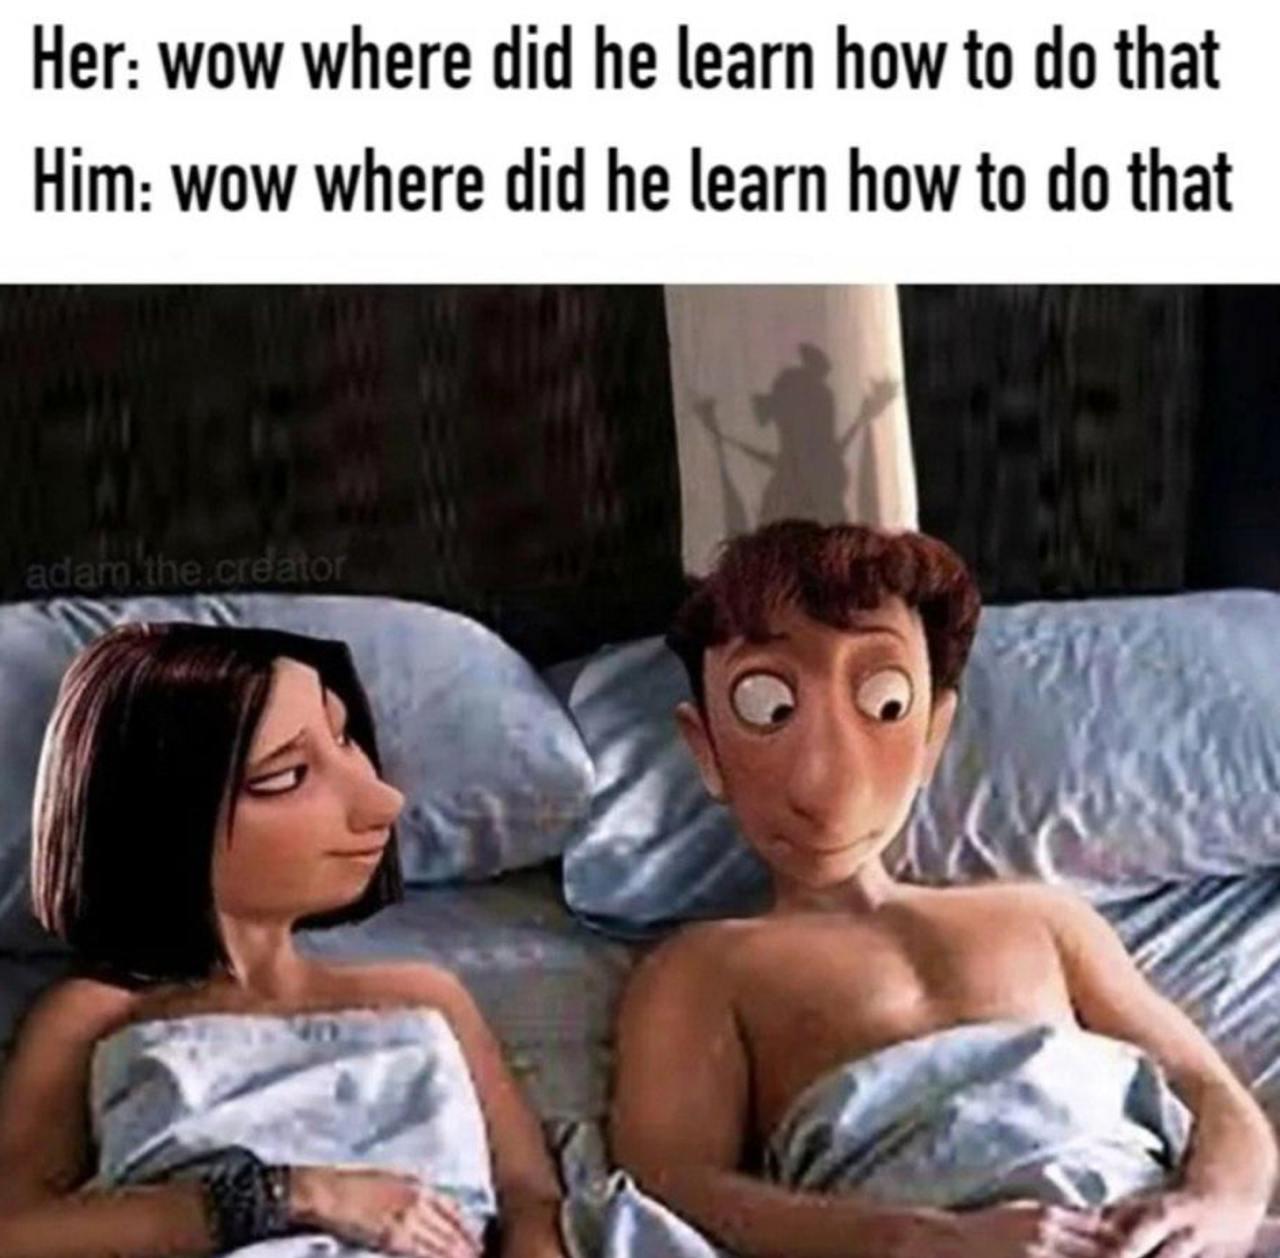 Her: wow where did he learn how to do that
Him: wow where did he learn how to do that
adam.the.creator